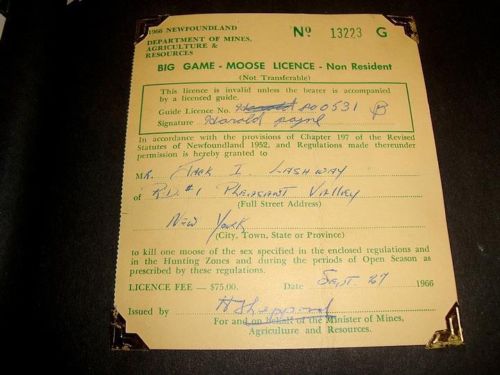 1966 NEWFOUNDLAND
Nº 13223 G
DEPARTMENT OF MINES,
AGRICULTURE &
RESOURCES
BIG GAME - MOOSE LICENCE - Non Resident
(Not Transferable)
This licence is invalid unless the bearer is accompanied
by a licenced guide.
Guide Licence No. A00531
Signature Harold payne
In accordance with the provisions of Chapter 197 of the Revised
Statutes of Newfoundland 1952, and Regulations made thereunder
permission is hereby granted to
MR. I. LASHWAY
of R.D. #1 PLEASANT VALLEY
(Full Street Address)
NEW YORK
(City, Town, State or Province)
to kill one moose of the sex specified in the enclosed regulations and
in the Hunting Zones and during the periods of Open Season as
prescribed by these regulations.
LICENCE FEE — $75.00. Date Sept 27 1966
Issued by H Sheppard
For and on behalf of the Minister of Mines,
Agriculture and Resources.